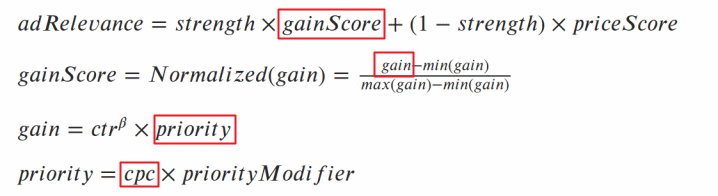 adRelevance = strength × gainScore + (1 − strength) × priceScore
gainScore = Normalized(gain) = gain−min(gain) / max(gain)−min(gain)
gain = ctr^β × priority
priority = cpc × priorityModifier